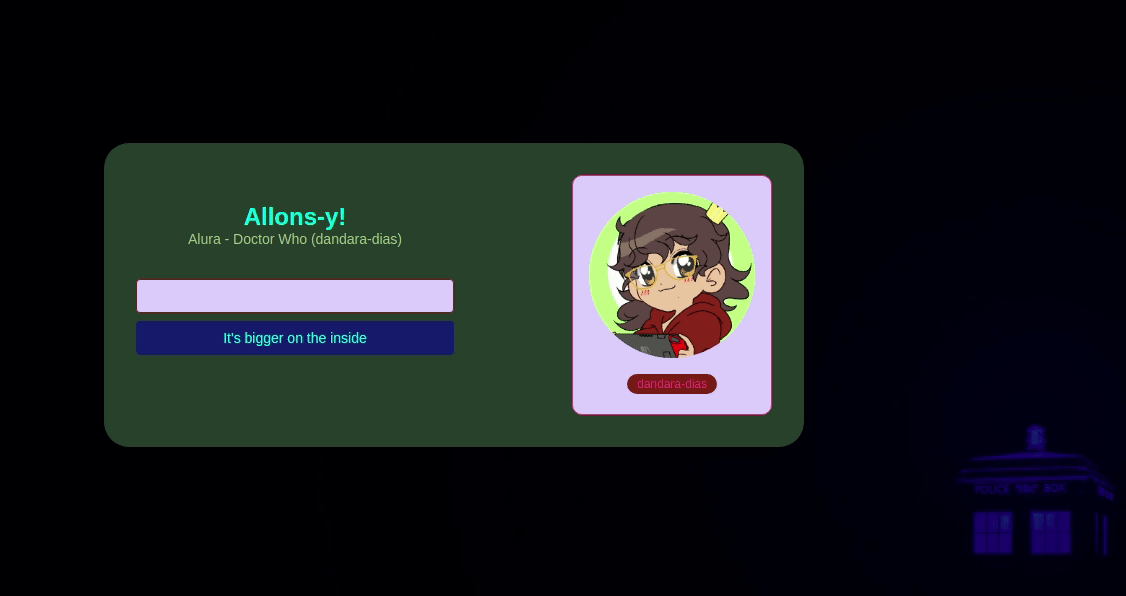 Allons-y!
Alura - Doctor Who (dandara-dias)
It's bigger on the inside
dandara-dias
POLICE BOX